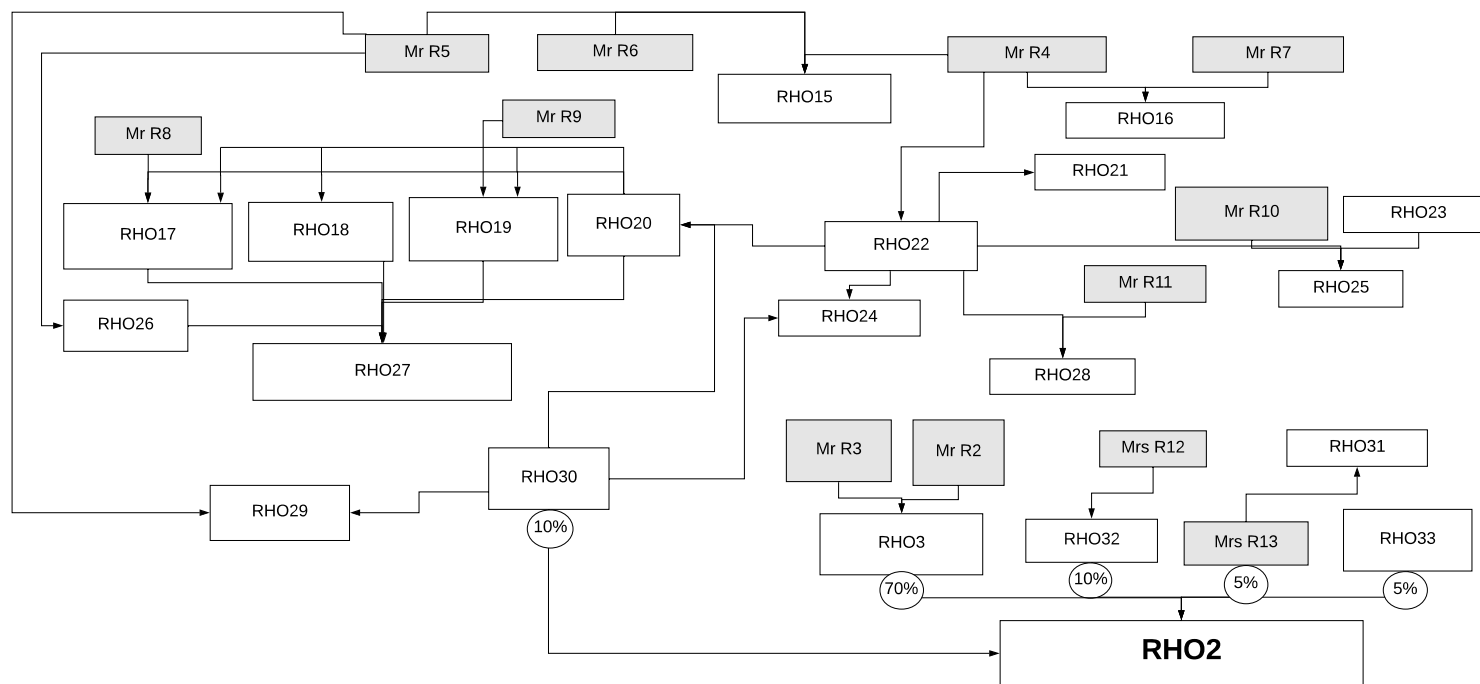 Mr R5
Mr R6
Mr R4
Mr R7
RHO15
RHO16
Mr R9
Mr R8
RHO21
RHO17
RHO18
RHO19
RHO20
RHO22
Mr R10
RHO23
RHO26
RHO24
Mr R11
RHO25
RHO27
RHO28
Mr R3
Mr R2
Mrs R12
RHO31
RHO30
RHO29
10%
RHO3
RHO32
Mrs R13
RHO33
70%
10%
5%
5%
RHO2